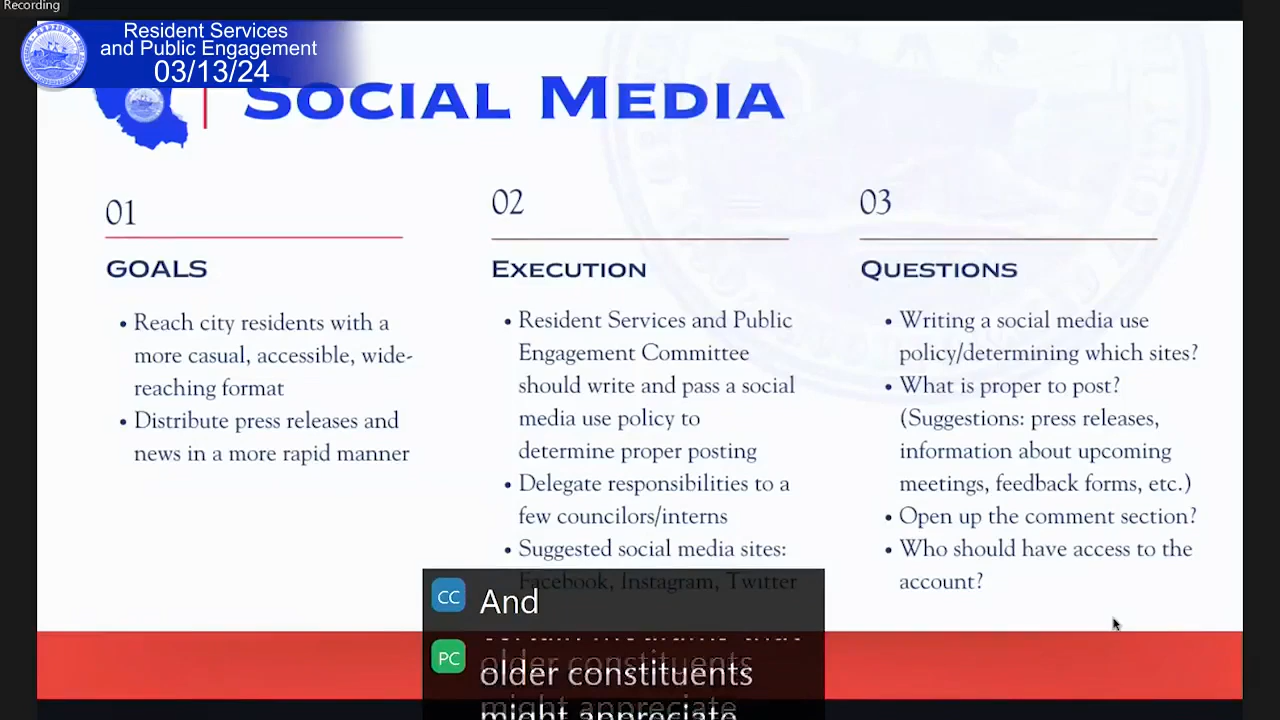 Recording
Resident Services
and Public Engagement
03/13/24
Social Media
01
GOALS
• Reach city residents with a
more casual, accessible, wide-
reaching format
• Distribute press releases and
news in a more rapid manner
02
Execution
• Resident Services and Public
Engagement Committee
should write and pass a social
media use policy to
determine proper posting
• Delegate responsibilities to a
few councilors/interns
• Suggested social media sites:
Facebook, Instagram, Twitter
03
Questions
• Writing a social media use
policy/determining which sites?
• What is proper to post?
(Suggestions: press releases,
information about upcoming
meetings, feedback forms, etc.)
• Open up the comment section?
• Who should have access to the
account?
CC And
PC
older constituents
might appreciate